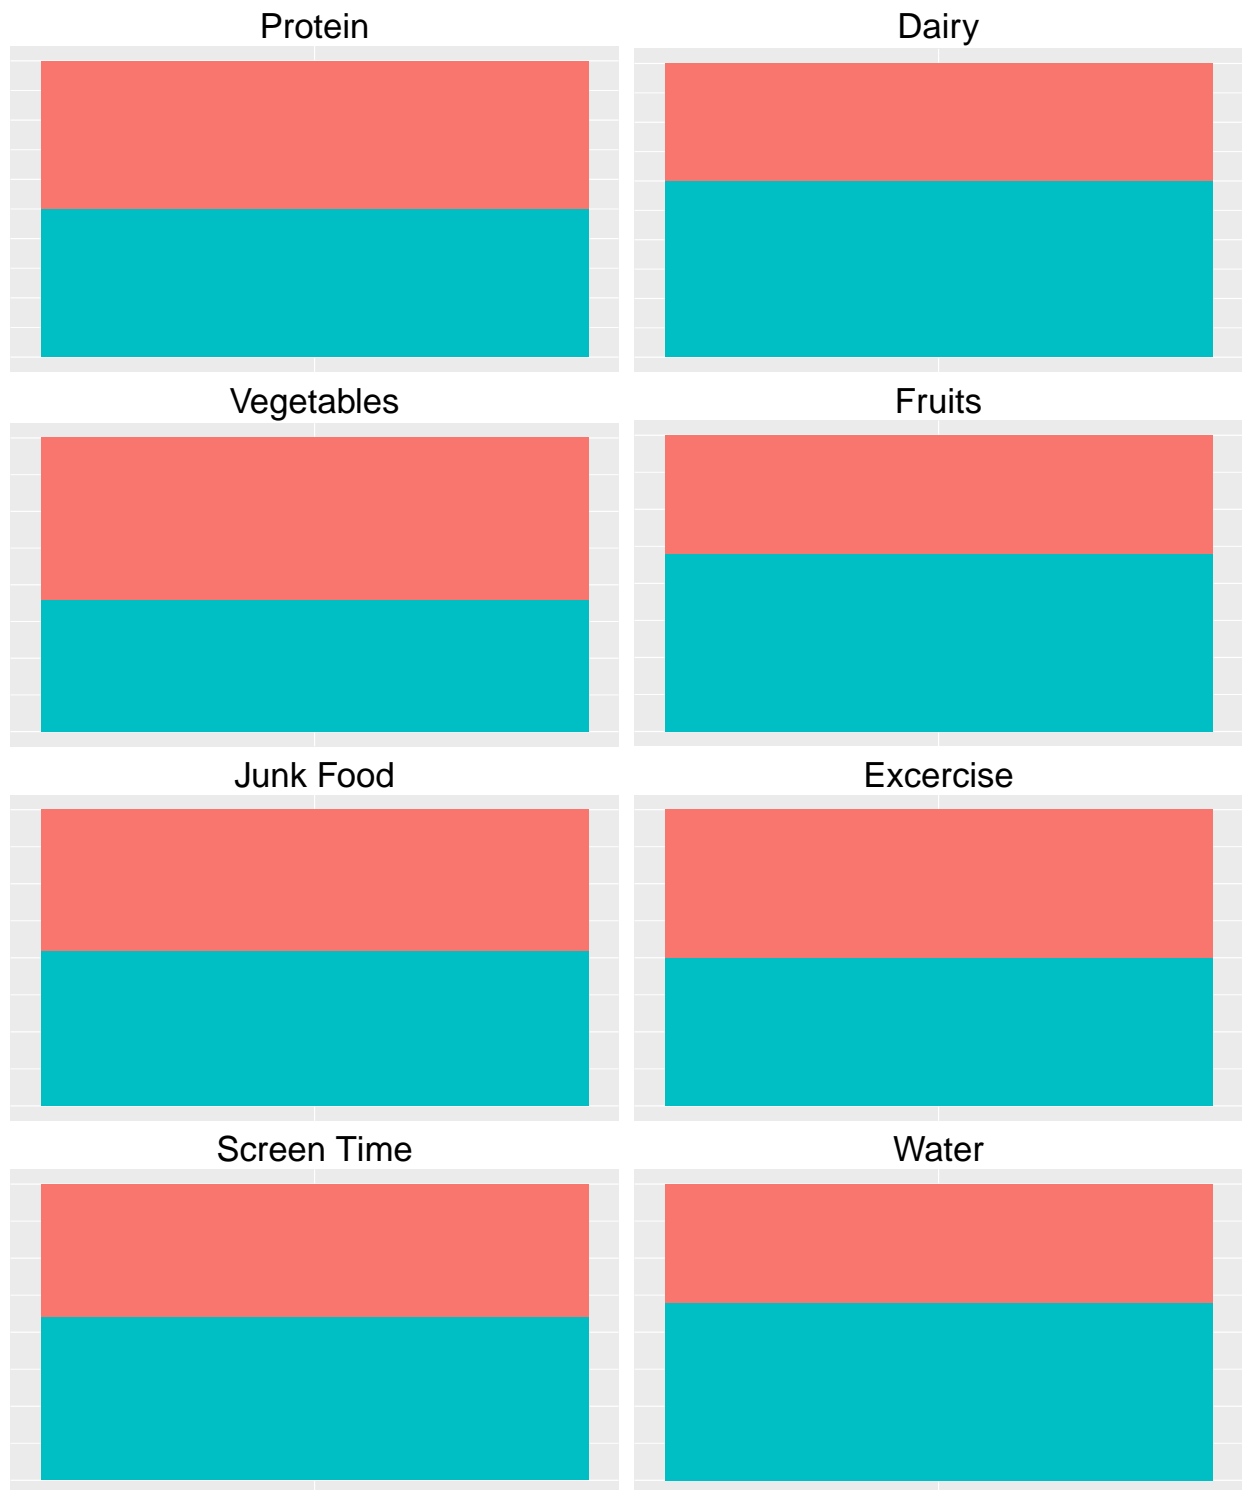 Protein
Dairy
Vegetables
Fruits
Junk Food
Excercise
Screen Time
Water